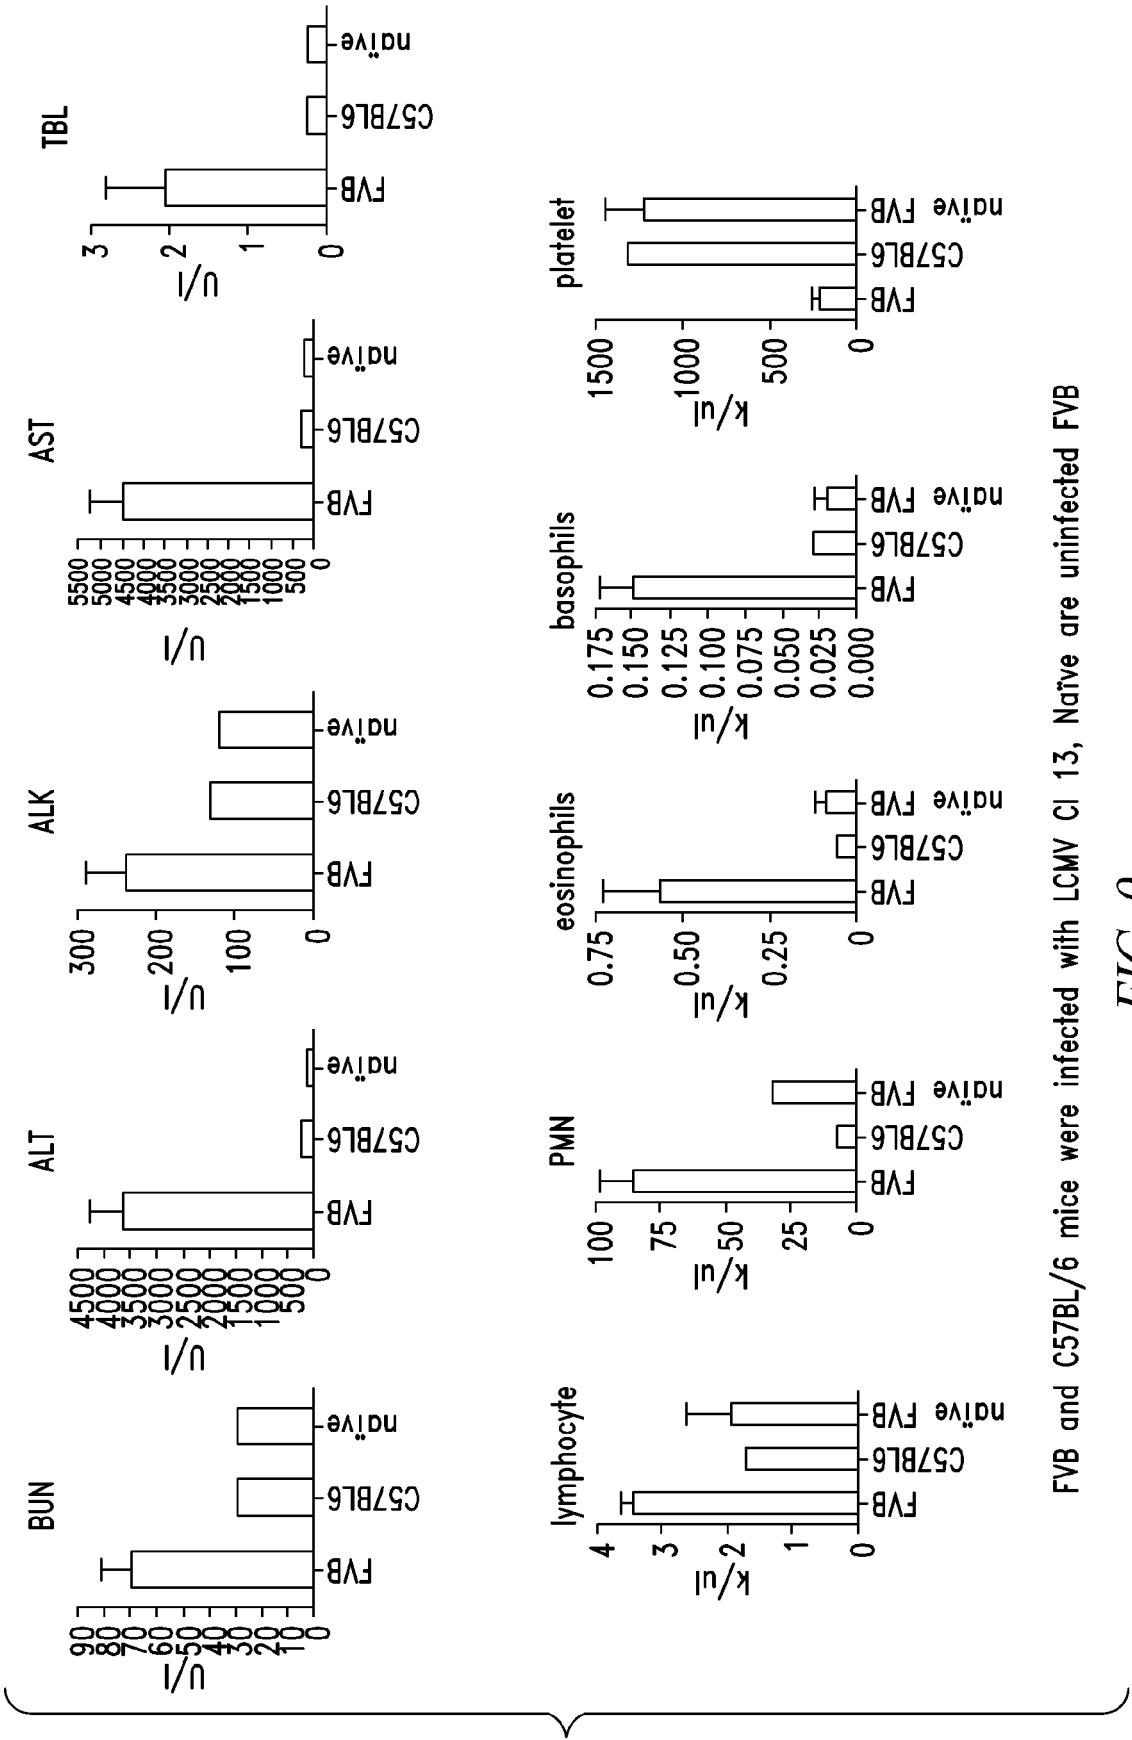 BUN
U/l
90
80
70
60
50
40
30
20
10
0
FVB
C57BL6
naïve
ALT
U/l
4500
4000
3500
3000
2500
2000
1500
1000
500
0
FVB
C57BL6
naïve
ALK
U/l
300
200
100
0
FVB
C57BL6
naïve
AST
U/l
5500
5000
4500
4000
3500
3000
2500
2000
1500
1000
500
0
FVB
C57BL6
naïve
TBL
U/l
3
2
1
0
FVB
C57BL6
naïve
lymphocyte
k/ul
4
3
2
1
0
FVB
C57BL6
FVB naïve
PMN
k/ul
100
75
50
25
0
FVB
C57BL6
FVB naïve
eosinophils
k/ul
0.75
0.50
0.25
0
FVB
C57BL6
FVB naïve
basophils
k/ul
0.175
0.150
0.125
0.100
0.075
0.050
0.025
0.000
FVB
C57BL6
FVB naïve
platelet
k/ul
1500
1000
500
0
FVB
C57BL6
FVB naïve
FVB and C57BL/6 mice were infected with LCMV Cl 13, Naïve are uninfected FVB